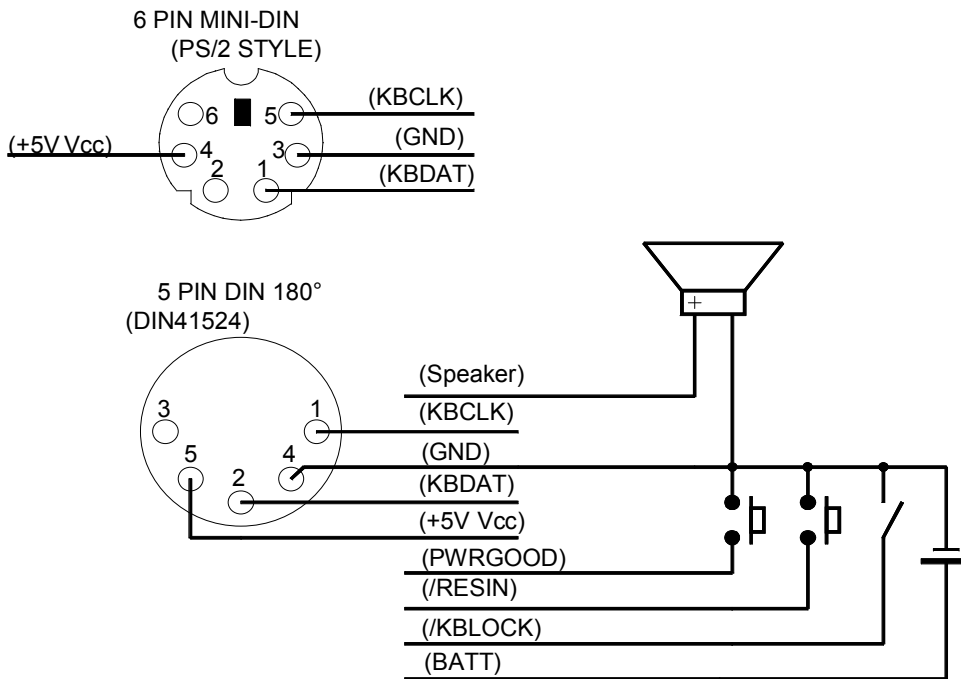 6 PIN MINI-DIN
(PS/2 STYLE)
(KBCLK)
6
5
(GND)
(+5V Vcc)
4
3
2
1
(KBDAT)
5 PIN DIN 180°
(DIN41524)
+
(Speaker)
3
1
(KBCLK)
5
4
(GND)
2
(KBDAT)
(+5V Vcc)
(PWRGOOD)
(/RESIN)
(/KBLOCK)
(BATT)